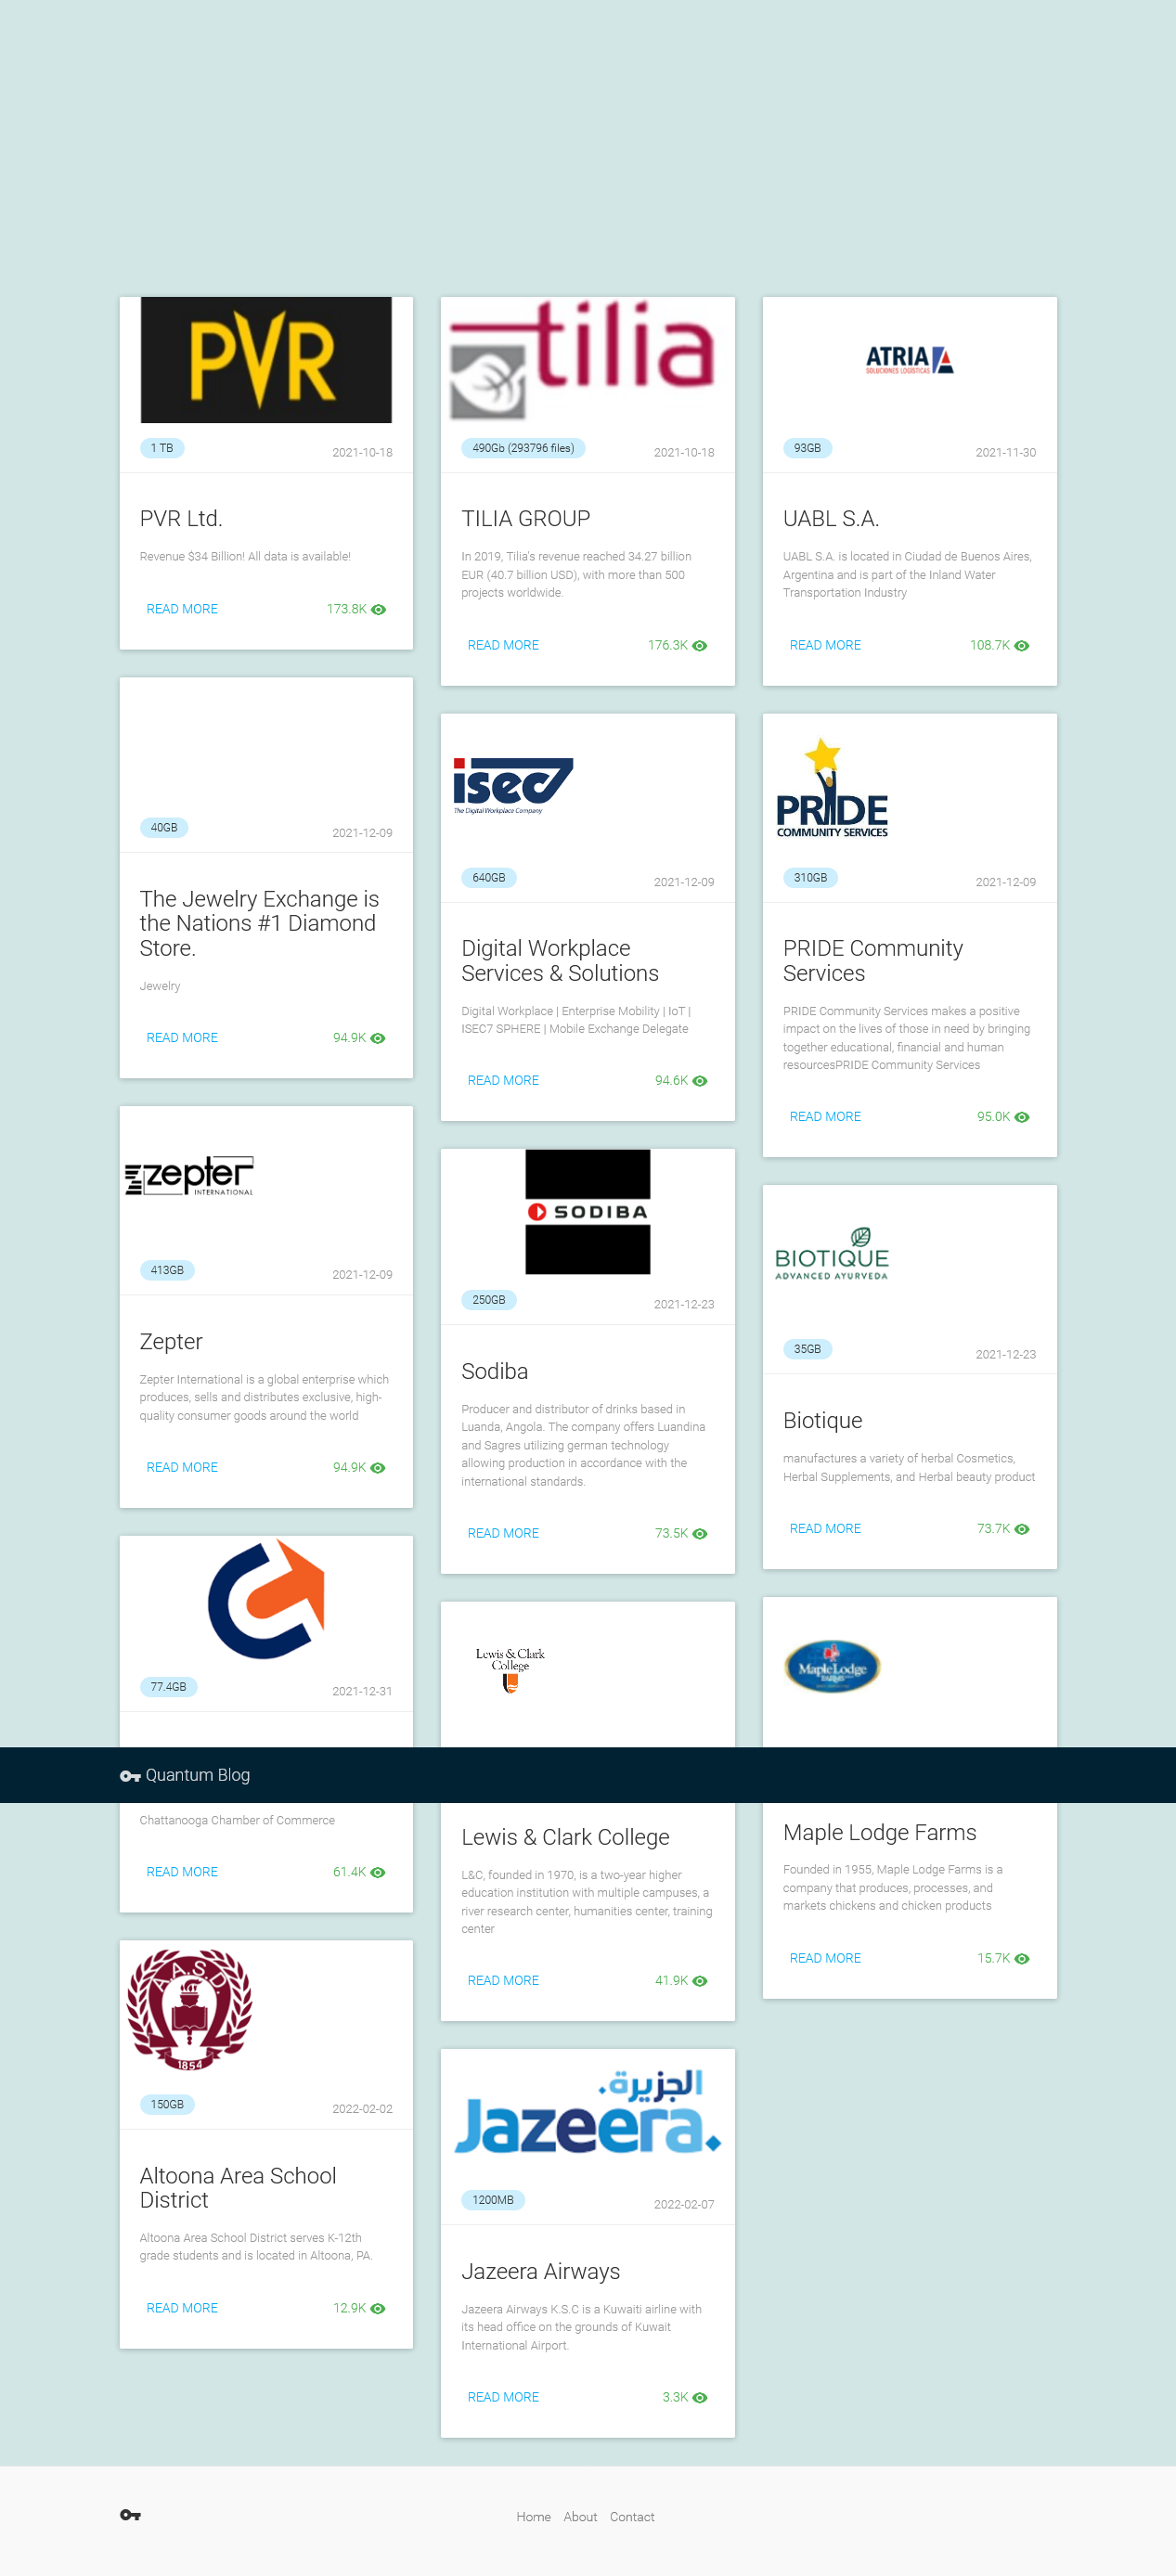 PVR
1 TB
2021-10-18
PVR Ltd.
Revenue $34 Billion! All data is available!
READ MORE
173.8K
40GB
2021-12-09
The Jewelry Exchange is
the Nations #1 Diamond
Store.
Jewelry
READ MORE
94.9K
zepter
INTERNATIONAL
413GB
2021-12-09
Zepter
Zepter International is a global enterprise which
produces, sells and distributes exclusive, high-
quality consumer goods around the world
READ MORE
94.9K
77.4GB
2021-12-31
Chattanooga Chamber of Commerce
READ MORE
61.4K
A.A.S.D.
1854
150GB
2022-02-02
Altoona Area School
District
Altoona Area School District serves K-12th
grade students and is located in Altoona, PA.
READ MORE
12.9K
tilia
490Gb (293796 files)
2021-10-18
TILIA GROUP
In 2019, Tilia's revenue reached 34.27 billion
EUR (40.7 billion USD), with more than 500
projects worldwide.
READ MORE
176.3K
isec7
The Digital Workplace Company
640GB
2021-12-09
Digital Workplace
Services & Solutions
Digital Workplace | Enterprise Mobility | IoT |
ISEC7 SPHERE | Mobile Exchange Delegate
READ MORE
94.6K
SODIBA
250GB
2021-12-23
Sodiba
Producer and distributor of drinks based in
Luanda, Angola. The company offers Luandina
and Sagres utilizing german technology
allowing production in accordance with the
international standards.
READ MORE
73.5K
Lewis & Clark
College
Lewis & Clark College
L&C, founded in 1970, is a two-year higher
education institution with multiple campuses, a
river research center, humanities center, training
center
READ MORE
41.9K
الجزيرة
Jazeera
1200MB
2022-02-07
Jazeera Airways
Jazeera Airways K.S.C is a Kuwaiti airline with
its head office on the grounds of Kuwait
International Airport.
READ MORE
3.3K
ATRIA
SOLUCIONES LOGÍSTICAS
93GB
2021-11-30
UABL S.A.
UABL S.A. is located in Ciudad de Buenos Aires,
Argentina and is part of the Inland Water
Transportation Industry
READ MORE
108.7K
PRIDE
COMMUNITY SERVICES
310GB
2021-12-09
PRIDE Community
Services
PRIDE Community Services makes a positive
impact on the lives of those in need by bringing
together educational, financial and human
resourcesPRIDE Community Services
READ MORE
95.0K
BIOTIQUE
ADVANCED AYURVEDA
35GB
2021-12-23
Biotique
manufactures a variety of herbal Cosmetics,
Herbal Supplements, and Herbal beauty product
READ MORE
73.7K
Maple Lodge
FARMS
Maple Lodge Farms
Founded in 1955, Maple Lodge Farms is a
company that produces, processes, and
markets chickens and chicken products
READ MORE
15.7K
Quantum Blog
Home
About
Contact